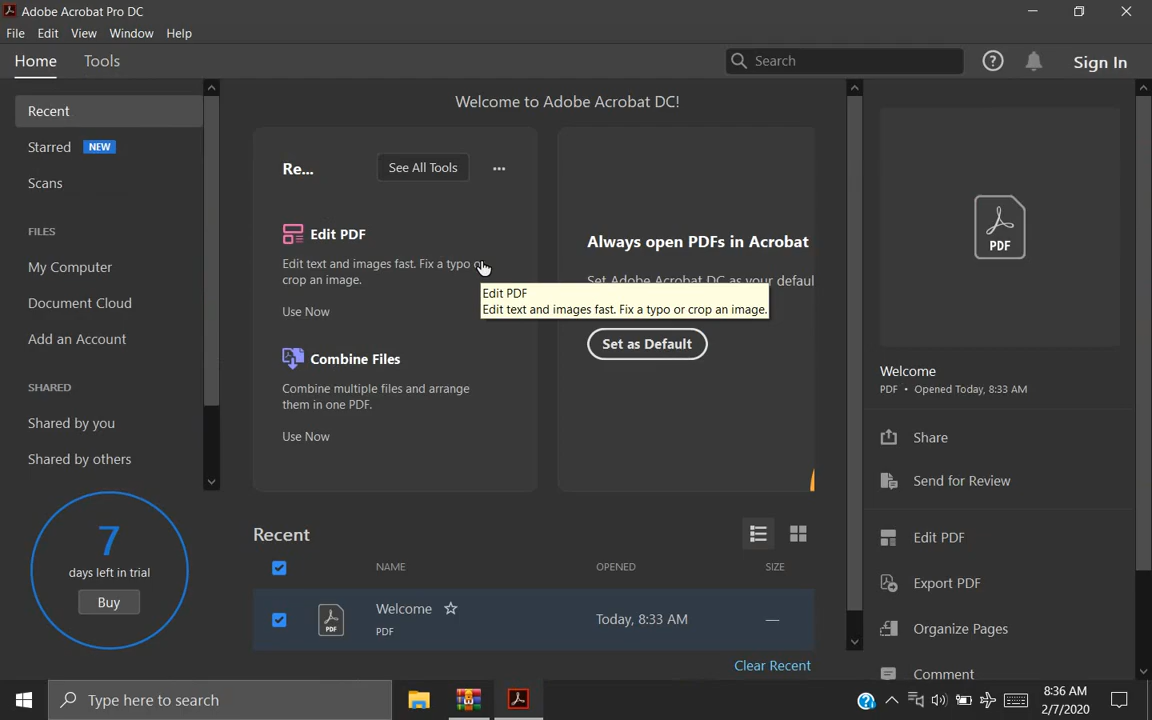 Adobe Acrobat Pro DC
File Edit View Window Help
Home Tools
Search
Sign In
Recent
Starred NEW
Scans
FILES
My Computer
Document Cloud
Add an Account
SHARED
Shared by you
Shared by others
7
days left in trial
Buy
Welcome to Adobe Acrobat DC!
Re...
See All Tools
Edit PDF
Edit text and images fast. Fix a typo or
crop an image.
Use Now
Edit PDF
Edit text and images fast. Fix a typo or crop an image.
Combine Files
Combine multiple files and arrange
them in one PDF.
Use Now
Always open PDFs in Acrobat
Set Adobe Acrobat DC as your defaul
Set as Default
Recent
NAME OPENED SIZE
Welcome Today, 8:33 AM —
PDF
PDF
Clear Recent
PDF
Welcome
PDF • Opened Today, 8:33 AM
Share
Send for Review
Edit PDF
Export PDF
Organize Pages
Comment
Type here to search
8:36 AM
2/7/2020